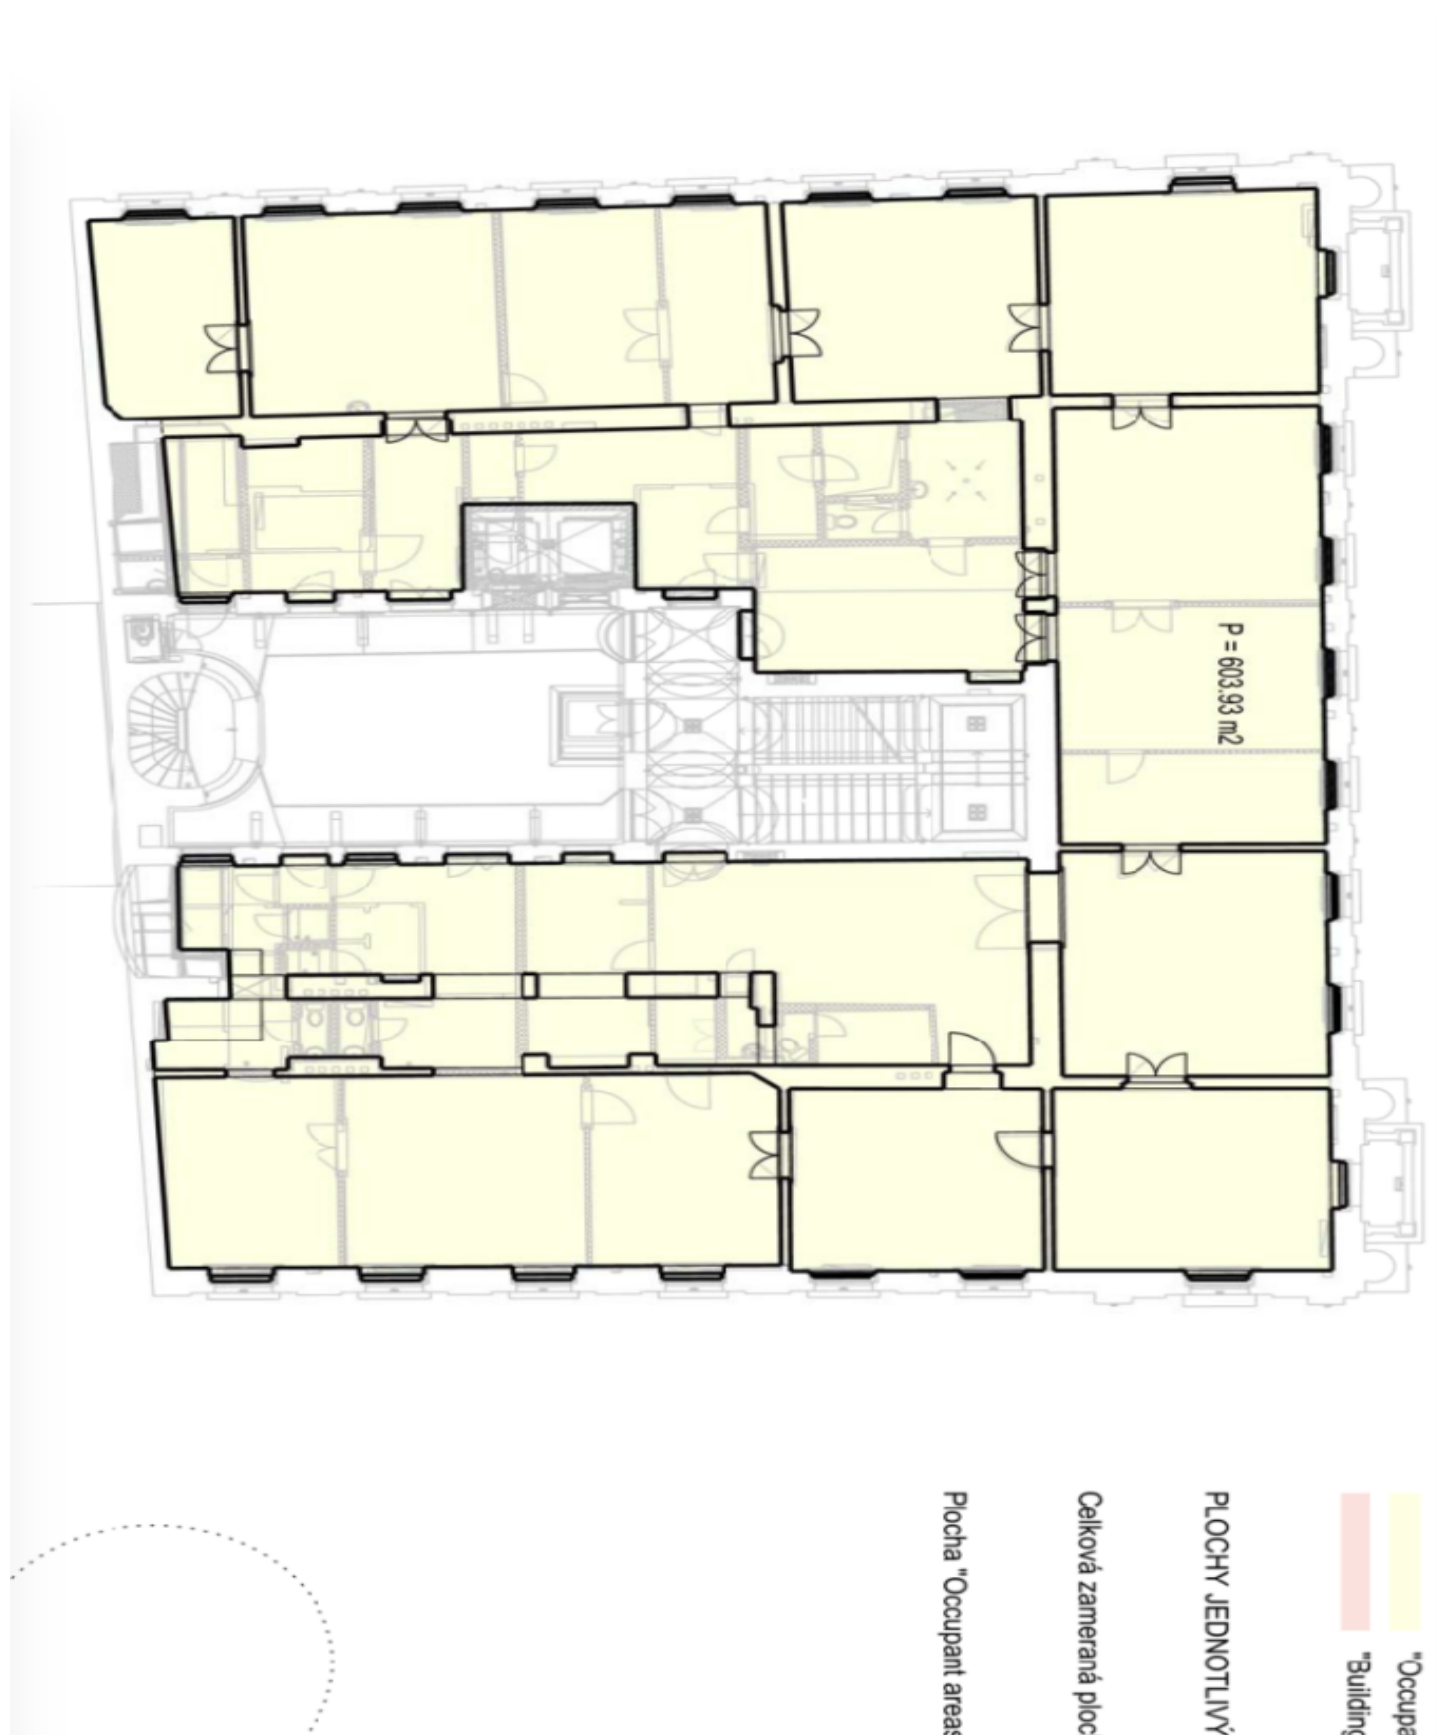 P = 603.93 m2
"Occupa
"Building
PLOCHY JEDNOTLIVÝ
Celková zameraná ploc
Plocha "Occupant areas